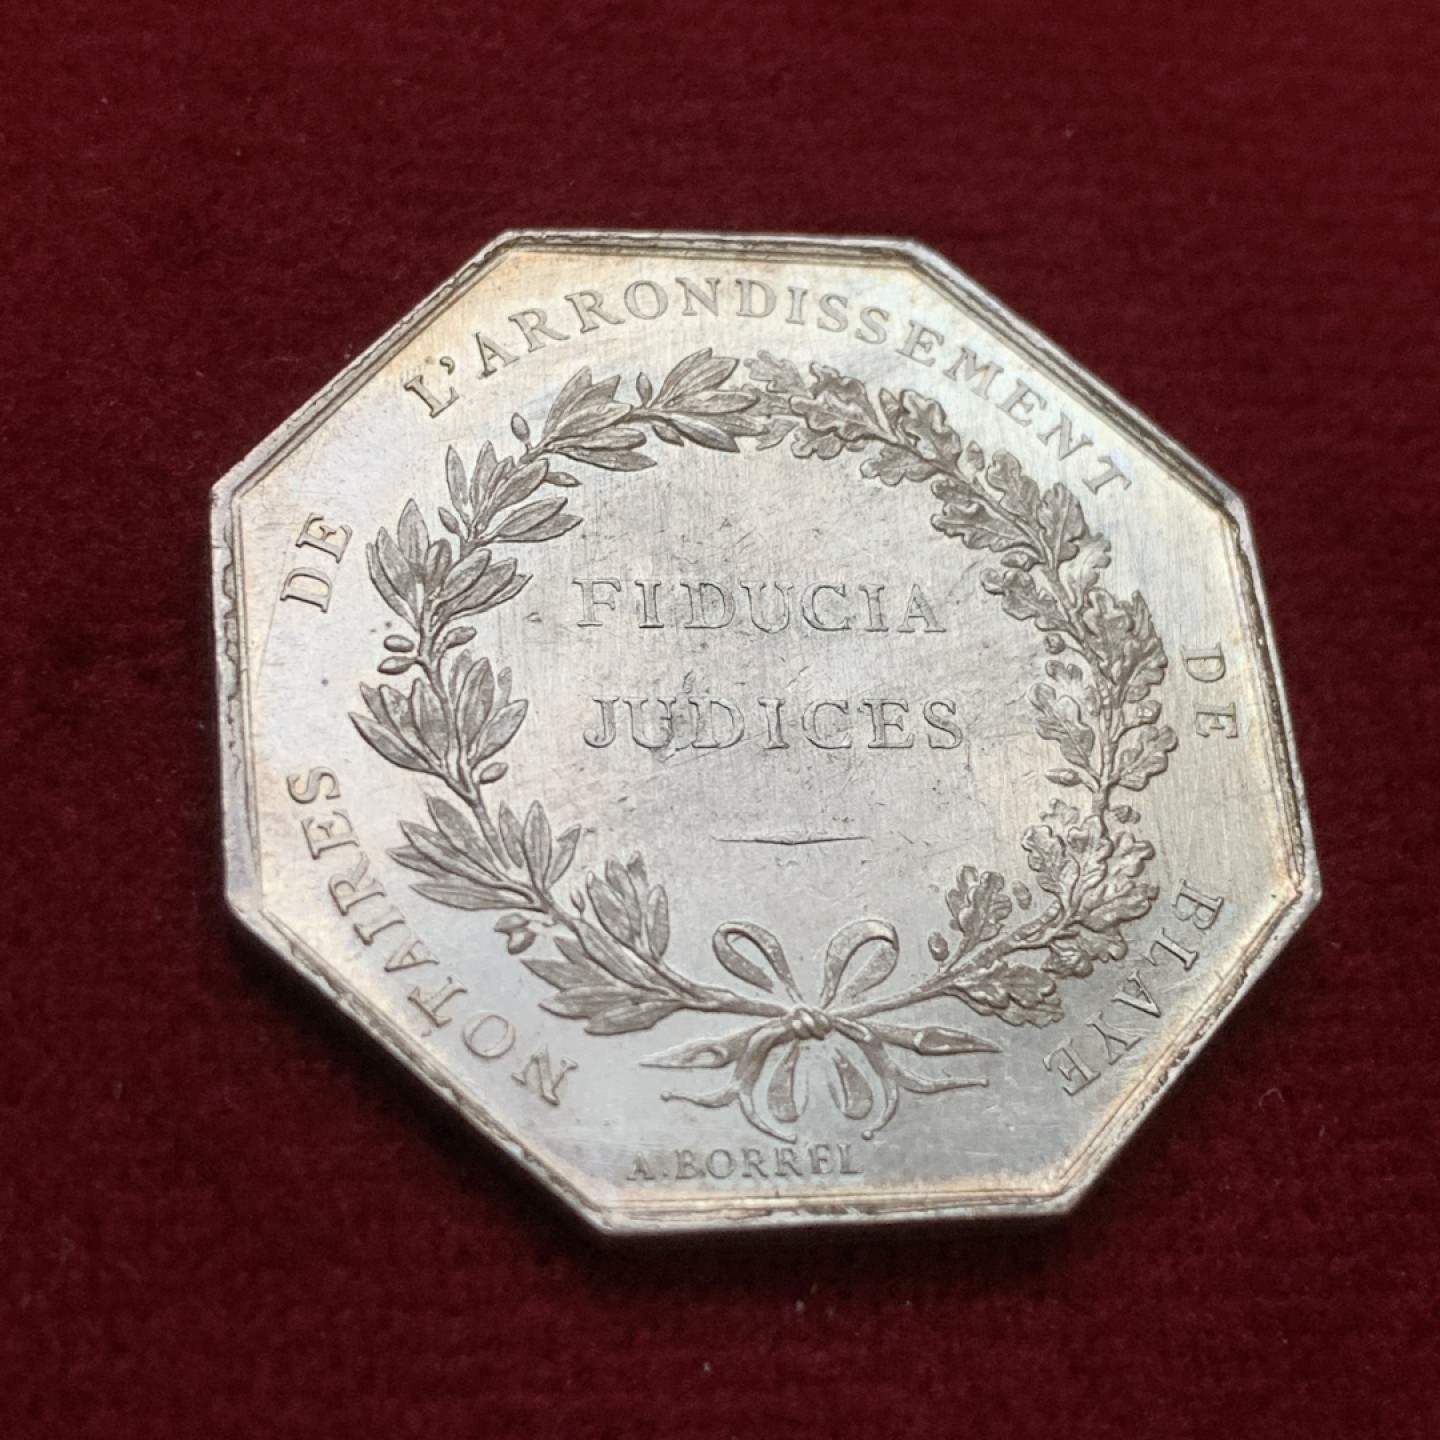 NOTAIRES DE L'ARRONDISSEMENT DE BLAYE
FIDUCIA
JUDICES
A.BORREL